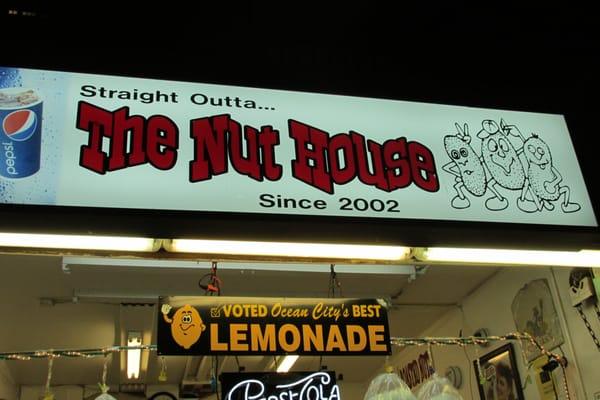 Straight Outta...
The Nut House
Since 2002
pepsi
VOTED OCEAN CITY'S BEST
LEMONADE
PEPSI COLA